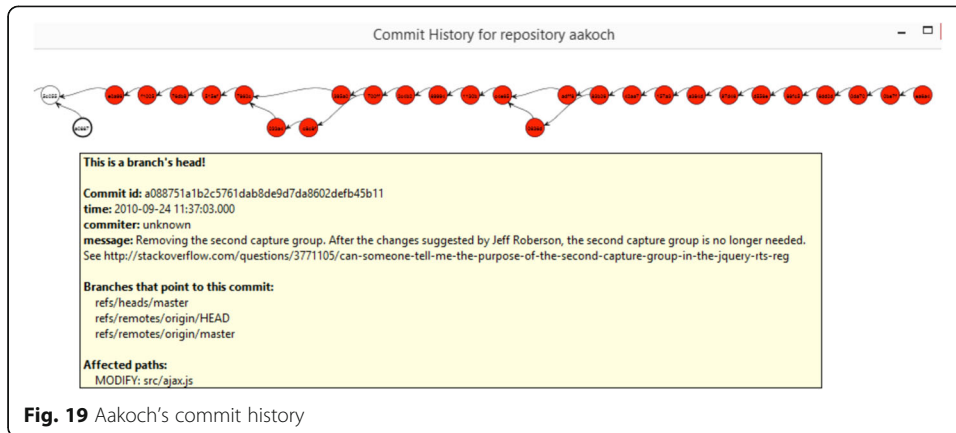 Commit History for repository aakoch
This is a branch's head!
Commit id: a088751a1b2c5761dab8de9d7da8602defb45b11
time: 2010-09-24 11:37:03.000
commiter: unknown
message: Removing the second capture group. After the changes suggested by Jeff Roberson, the second capture group is no longer needed.
See http://stackoverflow.com/questions/3771105/can-someone-tell-me-the-purpose-of-the-second-capture-group-in-the-jquery-rts-reg
Branches that point to this commit:
refs/heads/master
refs/remotes/origin/HEAD
refs/remotes/origin/master
Affected paths:
MODIFY: src/ajax.js
Fig. 19 Aakoch's commit history